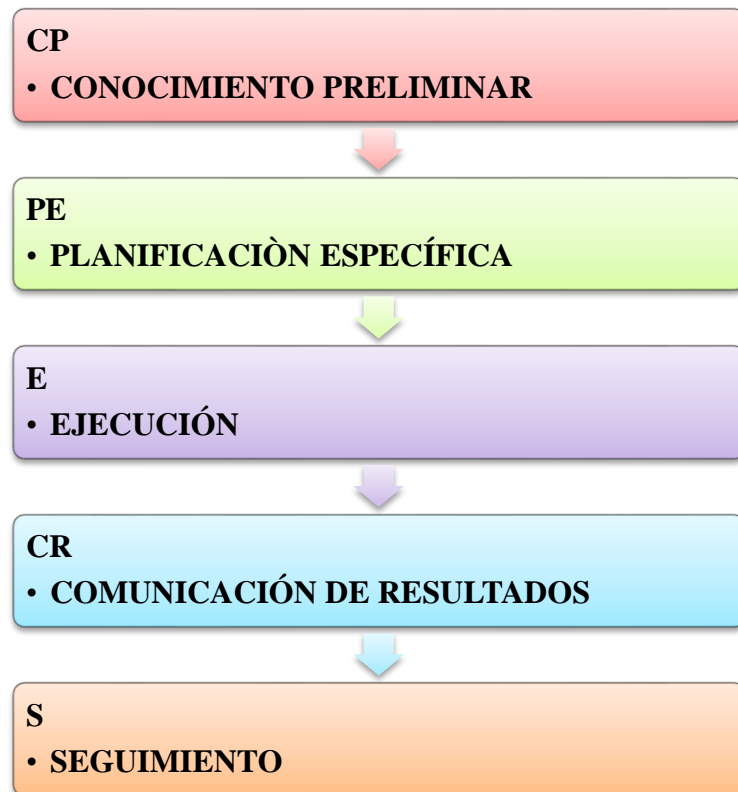 CP
• CONOCIMIENTO PRELIMINAR
PE
• PLANIFICACIÒN ESPECÍFICA
E
• EJECUCIÓN
CR
• COMUNICACIÓN DE RESULTADOS
S
• SEGUIMIENTO